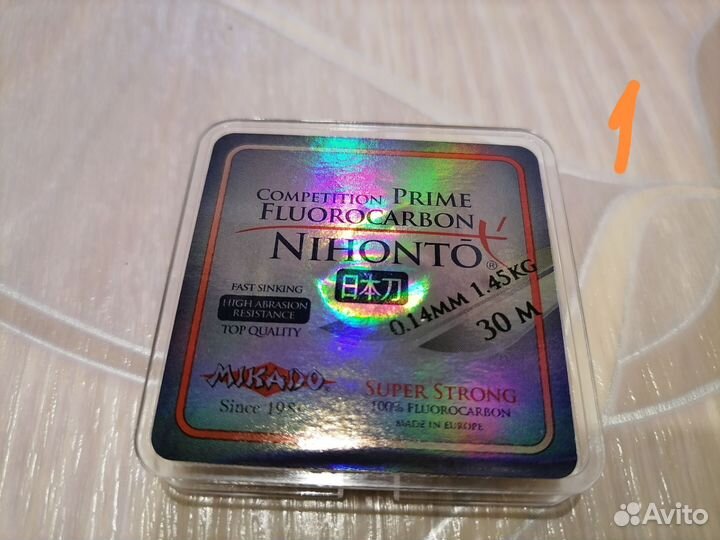 1
COMPETITION PRIME
FLUOROCARBON
NIHONTŌ®
日本刀
FAST SINKING
HIGH ABRASION
RESISTANCE
TOP QUALITY
0.14MM 1.45KG
30 M
MIKADO
Since
SUPER STRONG
100% FLUOROCARBON
MADE IN EUROPE
Avito